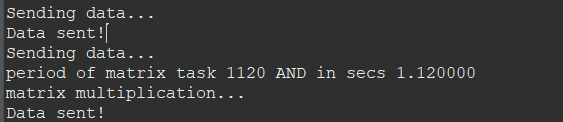 Sending data...
Data sent!
Sending data...
period of matrix task 1120 AND in secs 1.120000
matrix multiplication...
Data sent!